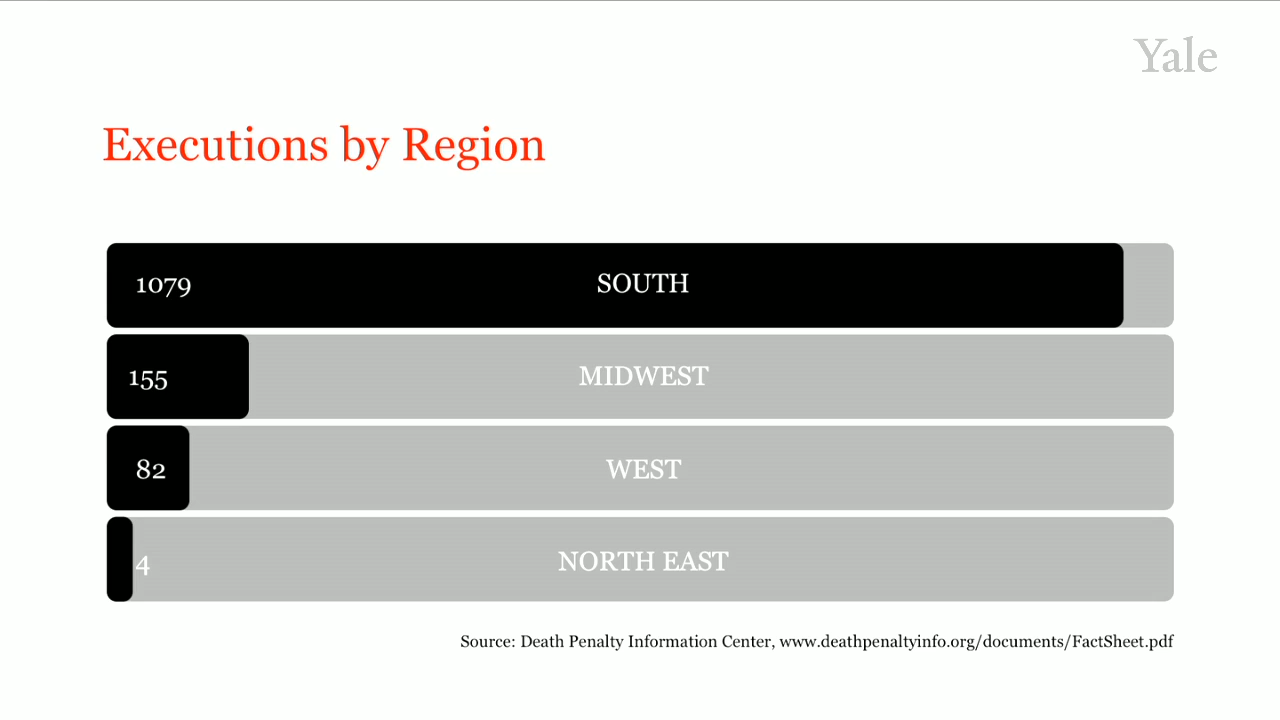 Yale
Executions by Region
1079 SOUTH
155 MIDWEST
82 WEST
4 NORTH EAST
Source: Death Penalty Information Center, www.deathpenaltyinfo.org/documents/FactSheet.pdf